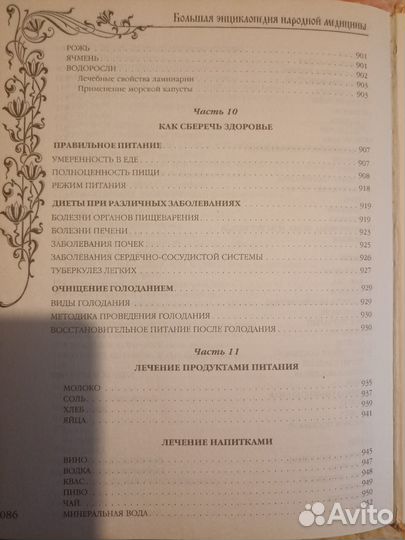 Большая энциклопедия народной медицины
РОЖЬ 901
ЯЧМЕНЬ 901
ВОДОРОСЛИ 902
Лечебные свойства ламинарии 903
Применение морской капусты 903
Часть 10
КАК СБЕРЕЧЬ ЗДОРОВЬЕ
ПРАВИЛЬНОЕ ПИТАНИЕ 907
УМЕРЕННОСТЬ В ЕДЕ 907
ПОЛНОЦЕННОСТЬ ПИЩИ 908
РЕЖИМ ПИТАНИЯ 918
ДИЕТЫ ПРИ РАЗЛИЧНЫХ ЗАБОЛЕВАНИЯХ 919
БОЛЕЗНИ ОРГАНОВ ПИЩЕВАРЕНИЯ 919
БОЛЕЗНИ ПЕЧЕНИ 923
ЗАБОЛЕВАНИЯ ПОЧЕК 925
ЗАБОЛЕВАНИЯ СЕРДЕЧНО-СОСУДИСТОЙ СИСТЕМЫ 926
ТУБЕРКУЛЕЗ ЛЕГКИХ 927
ОЧИЩЕНИЕ ГОЛОДАНИЕМ 929
ВИДЫ ГОЛОДАНИЯ 929
МЕТОДИКА ПРОВЕДЕНИЯ ГОЛОДАНИЯ 930
ВОССТАНОВИТЕЛЬНОЕ ПИТАНИЕ ПОСЛЕ ГОЛОДАНИЯ 930
Часть 11
ЛЕЧЕНИЕ ПРОДУКТАМИ ПИТАНИЯ
МОЛОКО 935
СОЛЬ 937
ХЛЕБ 939
ЯЙЦА 941
ЛЕЧЕНИЕ НАПИТКАМИ
ВИНО 945
ВОДКА 947
КВАС 948
ПИВО 949
ЧАЙ 950
МИНЕРАЛЬНАЯ ВОДА
086
Avito